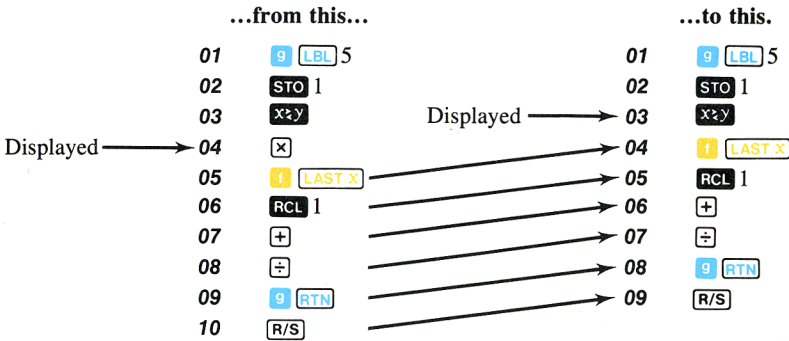 ...from this...
...to this.
01 g LBL 5
01 g LBL 5
02 STO 1
02 STO 1
03 x≷y
Displayed 03 x≷y
Displayed 04 ×
04 f LAST X
05 f LAST X
05 RCL 1
06 RCL 1
06 +
07 +
07 ÷
08 ÷
08 g RTN
09 g RTN
09 R/S
10 R/S